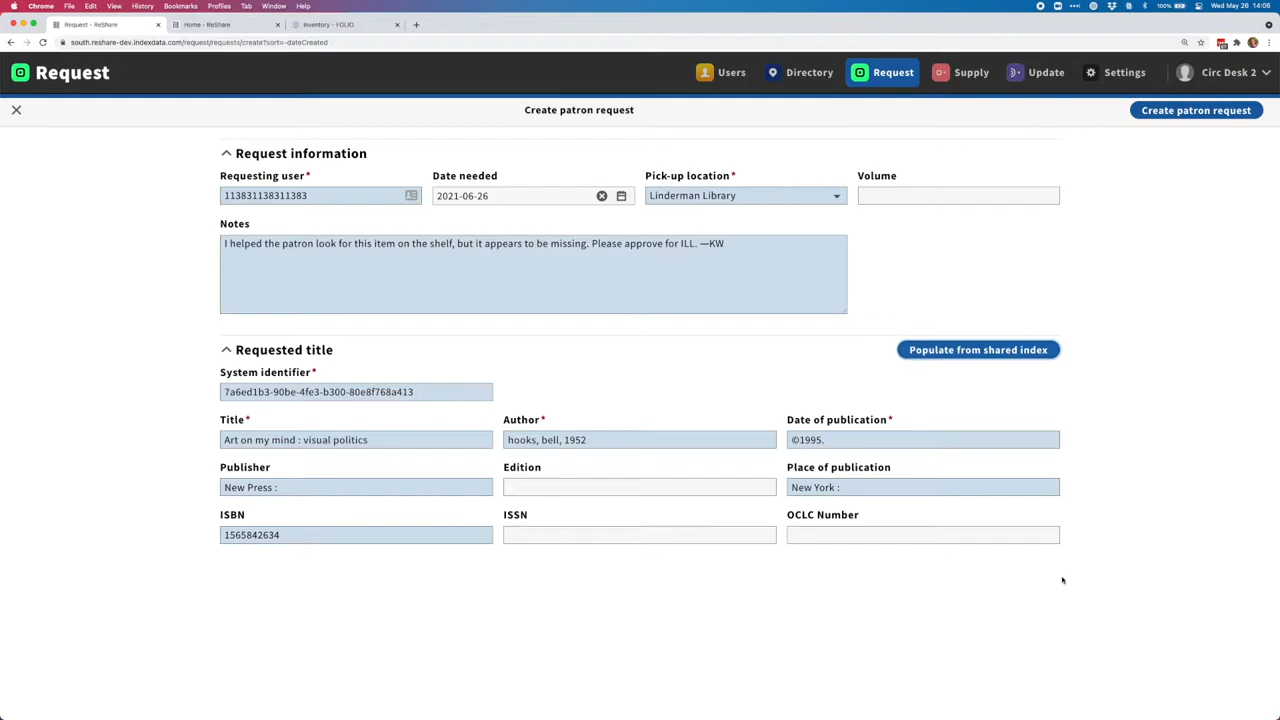 Chrome File Edit View History Bookmarks Profiles Tab Window Help 100% Wed May 26 14:06
Request - ReShare Home - ReShare Inventory - FOLIO
south.reshare-dev.indexdata.com/request/requests/create?sort=-dateCreated
Request Users Directory Request Supply Update Settings Circ Desk 2
Create patron request Create patron request
Request information
Requesting user* Date needed Pick-up location* Volume
113831138311383 2021-06-26 Linderman Library
Notes
I helped the patron look for this item on the shelf, but it appears to be missing. Please approve for ILL. —KW
Requested title Populate from shared index
System identifier*
7a6ed1b3-90be-4fe3-b300-80e8f768a413
Title* Author* Date of publication*
Art on my mind : visual politics hooks, bell, 1952 ©1995.
Publisher Edition Place of publication
New Press : New York :
ISBN ISSN OCLC Number
1565842634